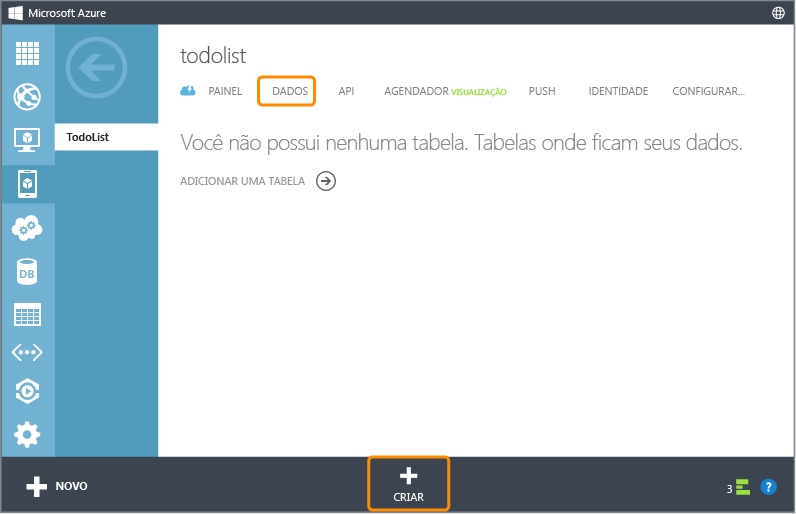 Microsoft Azure
todolist
PAINEL DADOS API AGENDADOR VISUALIZAÇÃO PUSH IDENTIDADE CONFIGURAR...
TodoList
Você não possui nenhuma tabela. Tabelas onde ficam seus dados.
ADICIONAR UMA TABELA
DB
NOVO
CRIAR
3 ?